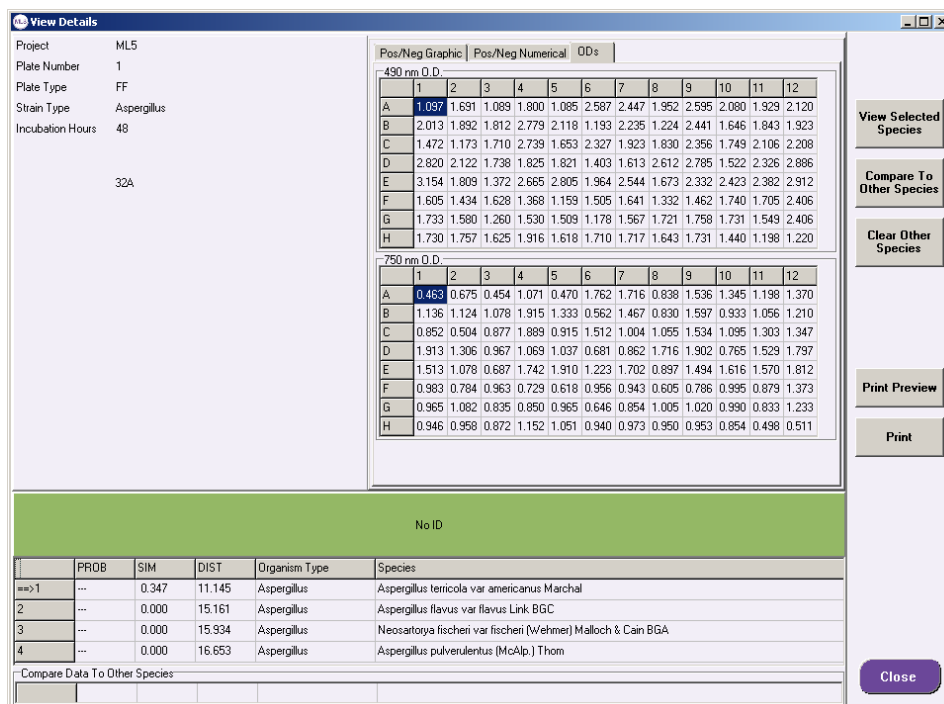 ML5 View Details
Project ML5
Plate Number 1
Plate Type FF
Strain Type Aspergillus
Incubation Hours 48
32A
Pos/Neg Graphic Pos/Neg Numerical ODs
490 nm O.D.
1 2 3 4 5 6 7 8 9 10 11 12
A 1.097 1.691 1.089 1.800 1.085 2.587 2.447 1.952 2.595 2.080 1.929 2.120
B 2.013 1.892 1.812 2.779 2.118 1.193 2.235 1.224 2.441 1.646 1.843 1.923
C 1.472 1.173 1.710 2.739 1.653 2.327 1.923 1.830 2.356 1.749 2.106 2.208
D 2.820 2.122 1.738 1.825 1.821 1.403 1.613 2.612 2.785 1.522 2.326 2.886
E 3.154 1.809 1.372 2.665 2.805 1.964 2.544 1.673 2.332 2.423 2.382 2.912
F 1.605 1.434 1.628 1.368 1.159 1.505 1.641 1.332 1.462 1.740 1.705 2.406
G 1.733 1.580 1.260 1.530 1.509 1.178 1.567 1.721 1.758 1.731 1.549 2.406
H 1.730 1.757 1.625 1.916 1.618 1.710 1.717 1.643 1.731 1.440 1.198 1.220
750 nm O.D.
1 2 3 4 5 6 7 8 9 10 11 12
A 0.463 0.675 0.454 1.071 0.470 1.762 1.716 0.838 1.536 1.345 1.198 1.370
B 1.136 1.124 1.078 1.915 1.333 0.562 1.467 0.830 1.597 0.933 1.056 1.210
C 0.852 0.504 0.877 1.889 0.915 1.512 1.004 1.055 1.534 1.095 1.303 1.347
D 1.913 1.306 0.967 1.069 1.037 0.681 0.862 1.716 1.902 0.765 1.529 1.797
E 1.513 1.078 0.687 1.742 1.910 1.223 1.702 0.897 1.494 1.616 1.570 1.812
F 0.983 0.784 0.963 0.729 0.618 0.956 0.943 0.605 0.786 0.995 0.879 1.373
G 0.965 1.082 0.835 0.850 0.965 0.646 0.854 1.005 1.020 0.990 0.833 1.233
H 0.946 0.958 0.872 1.152 1.051 0.940 0.973 0.950 0.953 0.854 0.498 0.511
View Selected
Species
Compare To
Other Species
Clear Other
Species
Print Preview
Print
No ID
PROB SIM DIST Organism Type Species
==>1 --- 0.347 11.145 Aspergillus Aspergillus terricola var americanus Marchal
2 --- 0.000 15.161 Aspergillus Aspergillus flavus var flavus Link BGC
3 --- 0.000 15.934 Aspergillus Neosartorya fischeri var fischeri (Wehmer) Malloch & Cain BGA
4 --- 0.000 16.653 Aspergillus Aspergillus pulverulentus (McAlp.) Thom
Compare Data To Other Species
Close